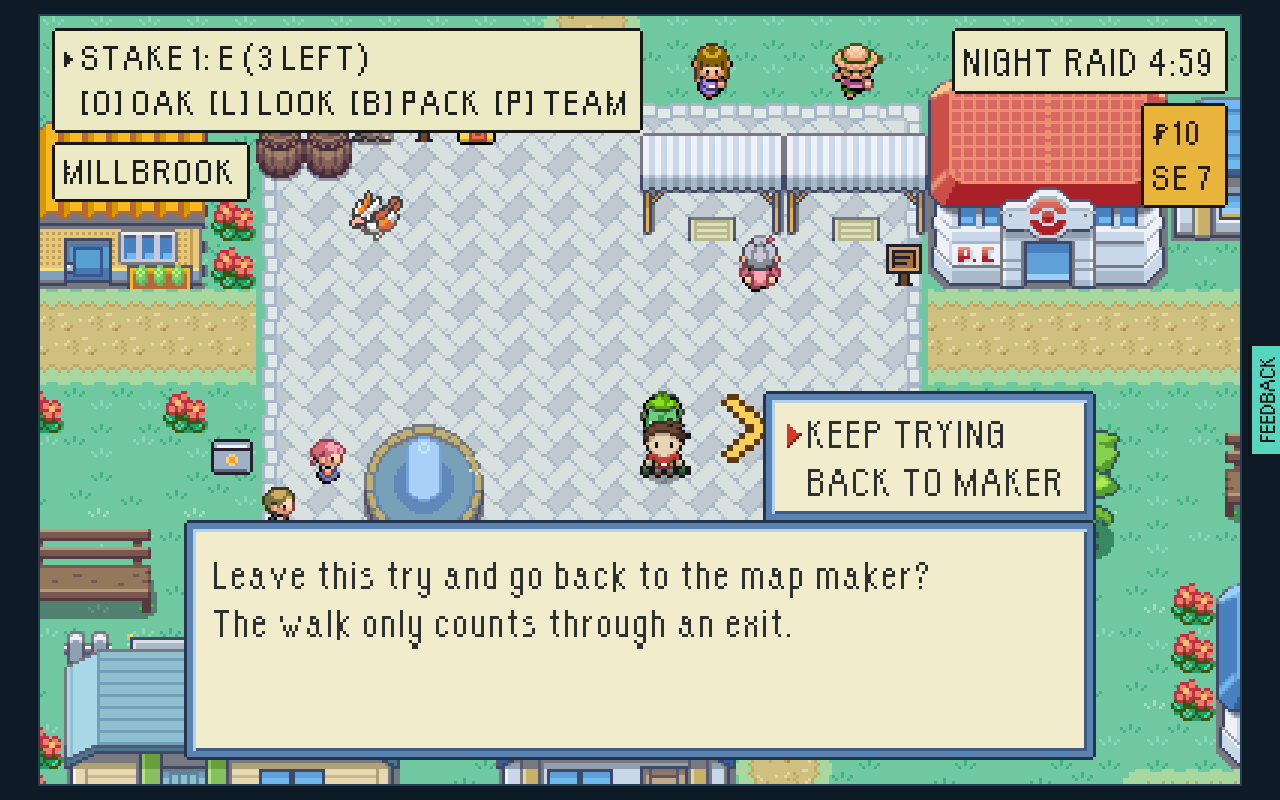 STAKE 1: E (3 LEFT)
[O] OAK [L] LOOK [B] PACK [P] TEAM
NIGHT RAID 4:59
₽10
SE 7
MILLBROOK
P.C
FEEDBACK
KEEP TRYING
BACK TO MAKER
Leave this try and go back to the map maker?
The walk only counts through an exit.